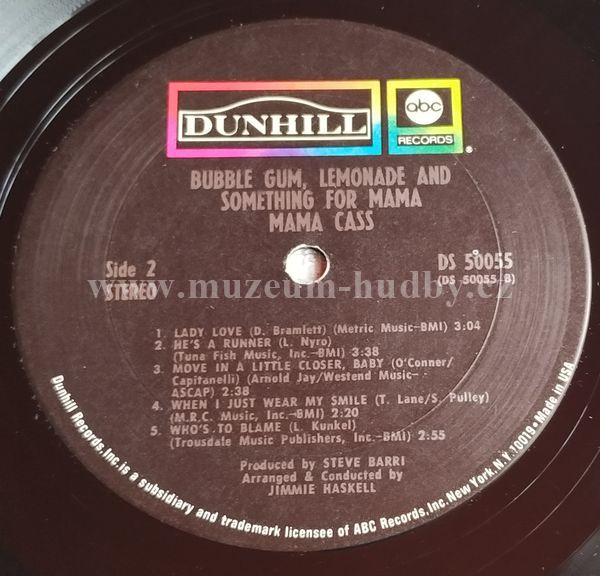 DUNHILL
abc
RECORDS
®
BUBBLE GUM, LEMONADE AND
SOMETHING FOR MAMA
MAMA CASS
Side 2
STEREO
DS 50055
(DS 50055 B)
www.muzeum-hudby.cz
1. LADY LOVE (D. Bramlett) (Metric Music-BMI) 3:04
2. HE'S A RUNNER (L. Nyro)
(Tuna Fish Music, Inc.-BMI) 3:38
3. MOVE IN A LITTLE CLOSER, BABY (O'Conner/
Capitanelli) (Arnold Jay/Westend Music-
ASCAP) 2:38
4. WHEN I JUST WEAR MY SMILE (T. Lane/S. Pulley)
(M.R.C. Music, Inc.-BMI) 2:20
5. WHO'S TO BLAME (L. Kunkel)
(Trousdale Music Publishers, Inc.-BMI) 2:55
Produced by STEVE BARRI
Arranged & Conducted by
JIMMIE HASKELL
Dunhill Records, Inc. is a subsidiary and trademark licensee of ABC Records, Inc. New York, N.Y. 10019 • Made in USA